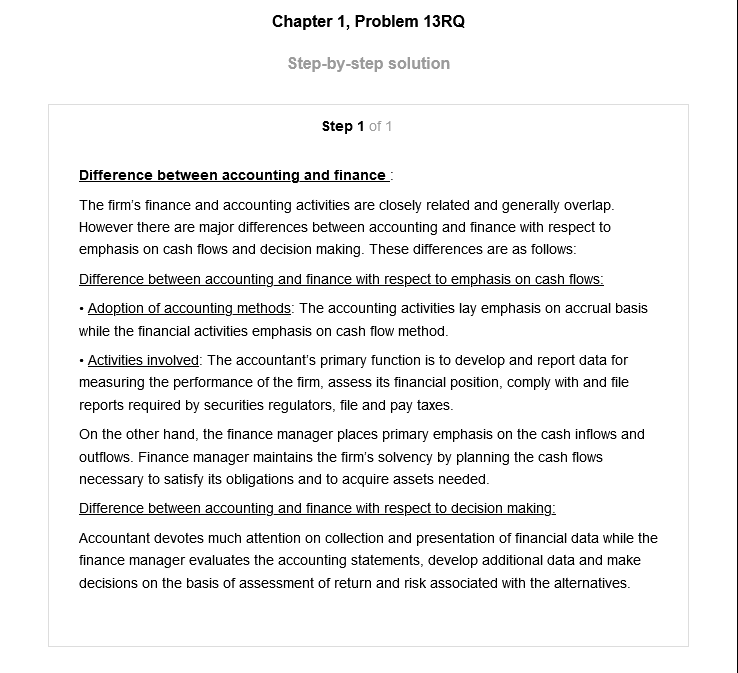 Chapter 1, Problem 13RQ
Step-by-step solution
Step 1 of 1
Difference between accounting and finance :
The firm's finance and accounting activities are closely related and generally overlap.
However there are major differences between accounting and finance with respect to
emphasis on cash flows and decision making. These differences are as follows:
Difference between accounting and finance with respect to emphasis on cash flows:
• Adoption of accounting methods: The accounting activities lay emphasis on accrual basis
while the financial activities emphasis on cash flow method.
• Activities involved: The accountant's primary function is to develop and report data for
measuring the performance of the firm, assess its financial position, comply with and file
reports required by securities regulators, file and pay taxes.
On the other hand, the finance manager places primary emphasis on the cash inflows and
outflows. Finance manager maintains the firm's solvency by planning the cash flows
necessary to satisfy its obligations and to acquire assets needed.
Difference between accounting and finance with respect to decision making:
Accountant devotes much attention on collection and presentation of financial data while the
finance manager evaluates the accounting statements, develop additional data and make
decisions on the basis of assessment of return and risk associated with the alternatives.